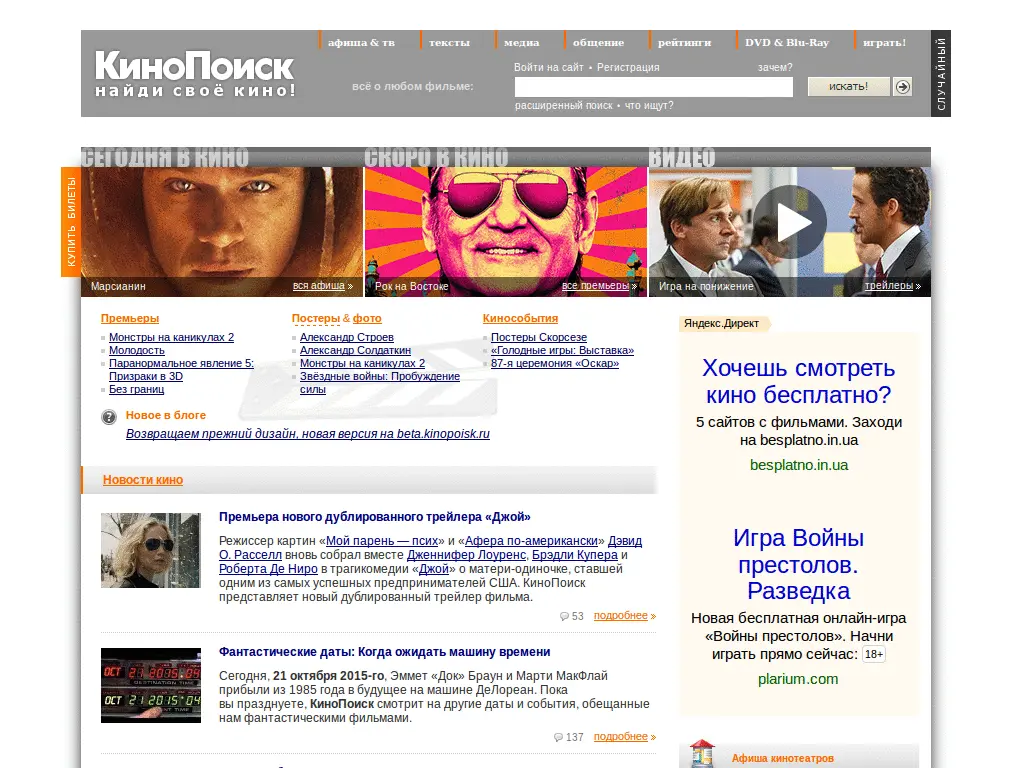 КиноПоиск
найди своё кино!
афиша & тв
тексты
медиа
общение
рейтинги
DVD & Blu-Ray
играть!
СЛУЧАЙНЫЙ
Войти на сайт • Регистрация
зачем?
всё о любом фильме:
искать!
расширенный поиск • что ищут?
СЕГОДНЯ В КИНО
СКОРО В КИНО
ВИДЕО
КУПИТЬ БИЛЕТЫ
Марсианин
вся афиша »
Рок на Востоке
все премьеры »
Игра на понижение
трейлеры »
Премьеры
Монстры на каникулах 2
Молодость
Паранормальное явление 5:
Призраки в 3D
Без границ
Постеры & фото
Александр Строев
Александр Солдаткин
Монстры на каникулах 2
Звёздные войны: Пробуждение
силы
Кинособытия
Постеры Скорсезе
«Голодные игры: Выставка»
87-я церемония «Оскар»
Новое в блоге
Возвращаем прежний дизайн, новая версия на beta.kinopoisk.ru
Новости кино
Премьера нового дублированного трейлера «Джой»
Режиссер картин «Мой парень — псих» и «Афера по-американски» Дэвид
О. Расселл вновь собрал вместе Дженнифер Лоуренс, Брэдли Купера и
Роберта Де Ниро в трагикомедии «Джой» о матери-одиночке, ставшей
одним из самых успешных предпринимателей США. КиноПоиск
представляет новый дублированный трейлер фильма.
53 подробнее »
Фантастические даты: Когда ожидать машину времени
OCT 21 2015 04
DESTINATION TIME
OCT 21 2015 04
Сегодня, 21 октября 2015-го, Эммет «Док» Браун и Марти МакФлай
прибыли из 1985 года в будущее на машине ДеЛореан. Пока
вы празднуете, КиноПоиск смотрит на другие даты и события, обещанные
нам фантастическими фильмами.
137 подробнее »
Яндекс.Директ
Хочешь смотреть
кино бесплатно?
5 сайтов с фильмами. Заходи
на besplatno.in.ua
besplatno.in.ua
Игра Войны
престолов.
Разведка
Новая бесплатная онлайн-игра
«Войны престолов». Начни
играть прямо сейчас: 18+
plarium.com
Афиша кинотеатров